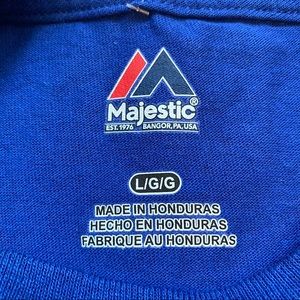 Majestic®
EST. 1976 BANGOR, PA, USA
L/G/G
MADE IN HONDURAS
HECHO EN HONDURAS
FABRIQUE AU HONDURAS